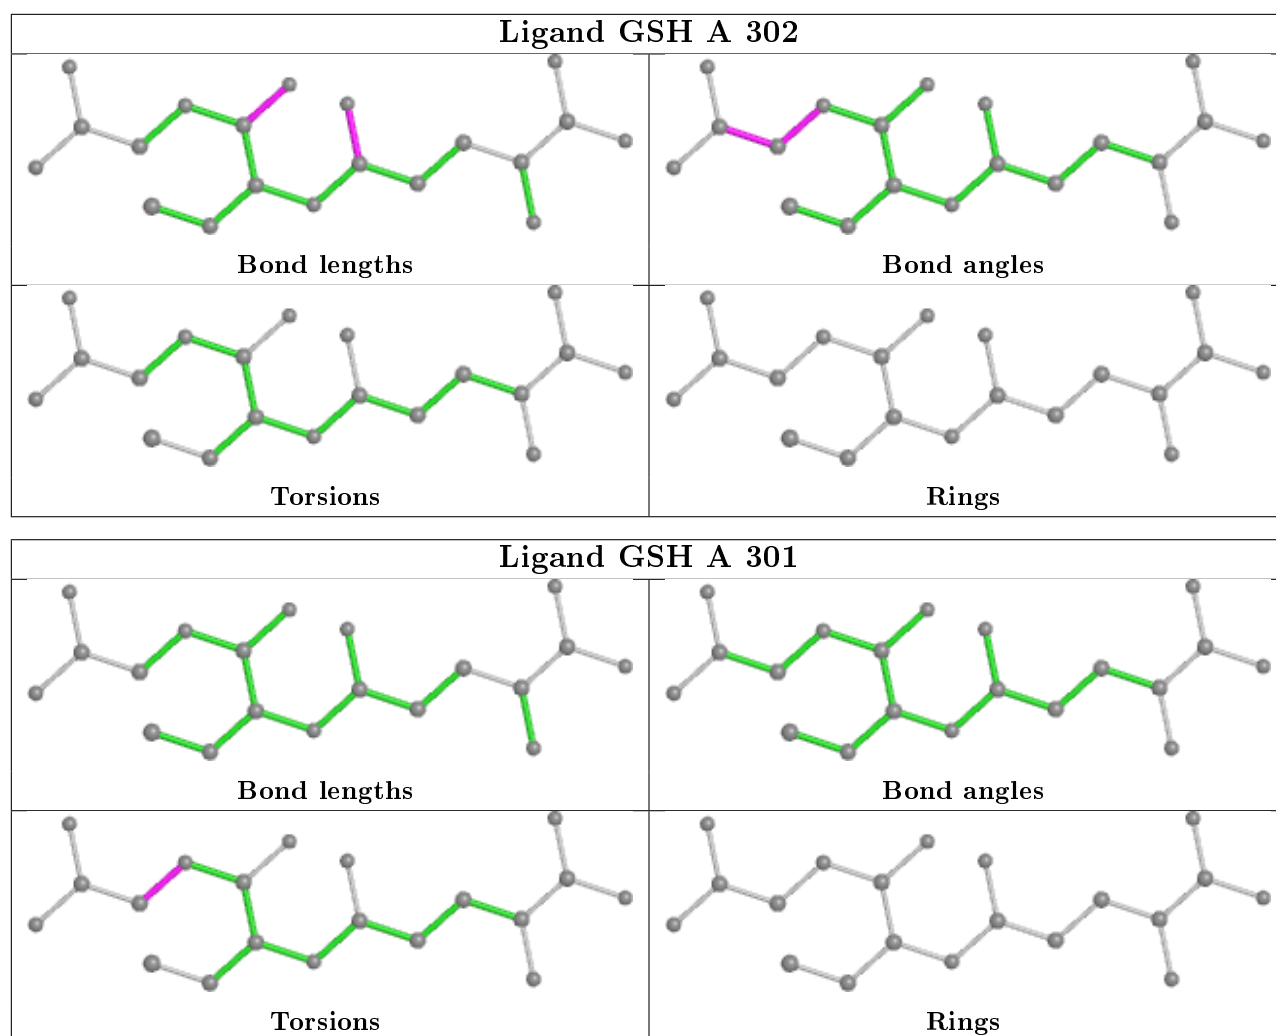 Ligand GSH A 302
Bond lengths
Bond angles
Torsions
Rings
Ligand GSH A 301
Bond lengths
Bond angles
Torsions
Rings